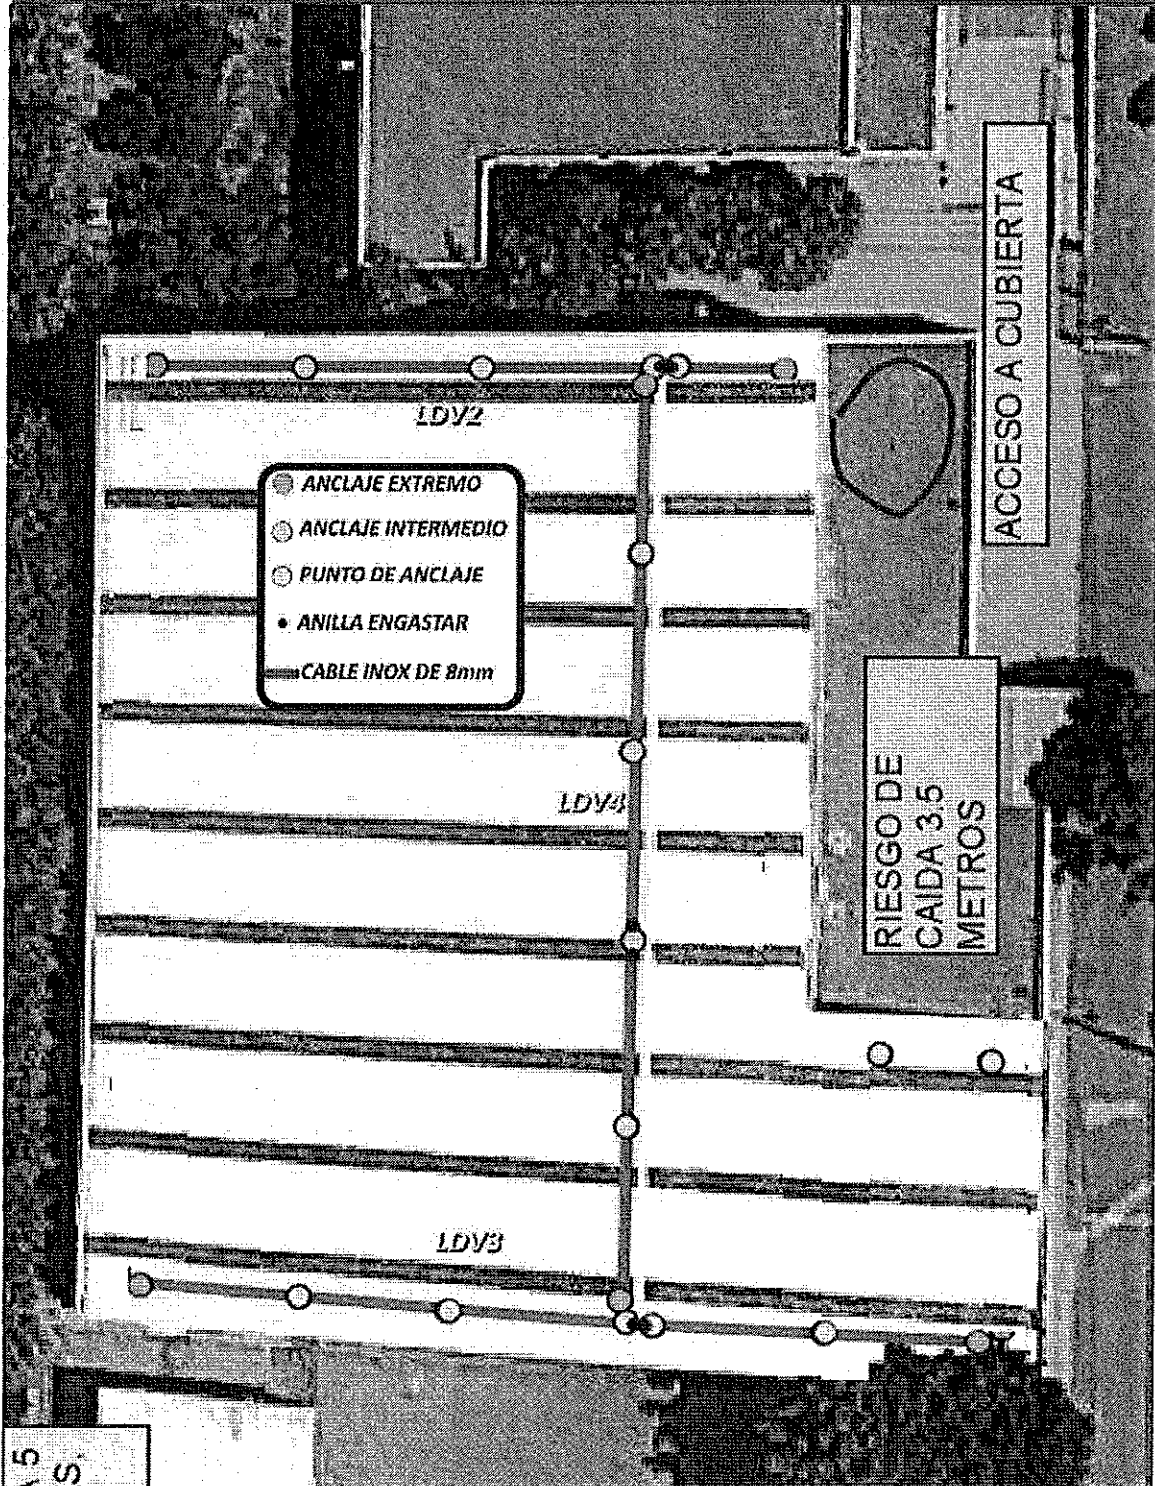 LDV2
ANCLAJE EXTREMO
ANCLAJE INTERMEDIO
PUNTO DE ANCLAJE
ANILLA ENGASTAR
CABLE INOX DE 8mm
LDV4
LDV3
ACCESO A CUBIERTA
RIESGO DE
CAIDA 3.5
METROS
5
S.